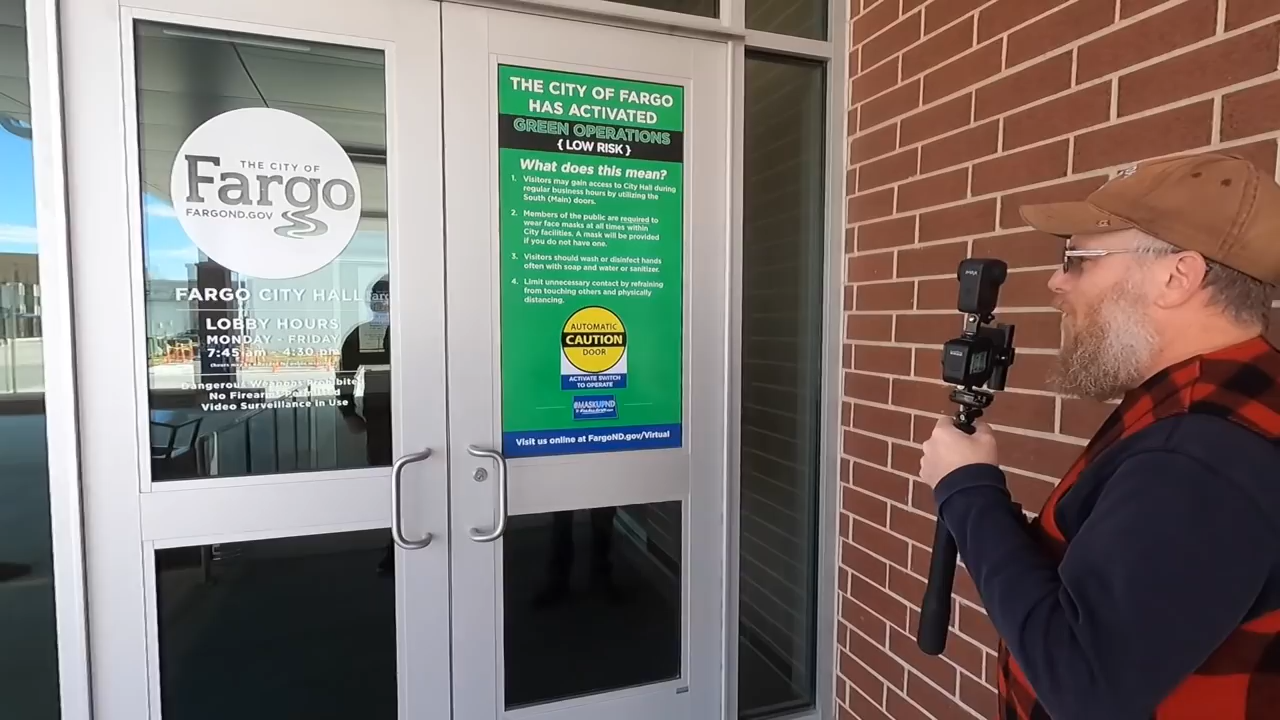 THE CITY OF
Fargo
FARGOND.GOV
FARGO CITY HALL
LOBBY HOURS
MONDAY - FRIDAY
7:45 am - 4:30 pm
Dangerous Weapons Prohibited
No Firearms Permitted
Video Surveillance in Use
THE CITY OF FARGO
HAS ACTIVATED
GREEN OPERATIONS
{ LOW RISK }
What does this mean?
1. Visitors may gain access to City Hall during
regular business hours by utilizing the
South (Main) doors.
2. Members of the public are required to
wear face masks at all times within
City facilities. A mask will be provided
if you do not have one.
3. Visitors should wash or disinfect hands
often with soap and water or sanitizer.
4. Limit unnecessary contact by refraining
from touching others and physically
distancing.
AUTOMATIC
CAUTION
DOOR
ACTIVATE SWITCH
TO OPERATE
#MASKUPND
Visit us online at FargoND.gov/Virtual